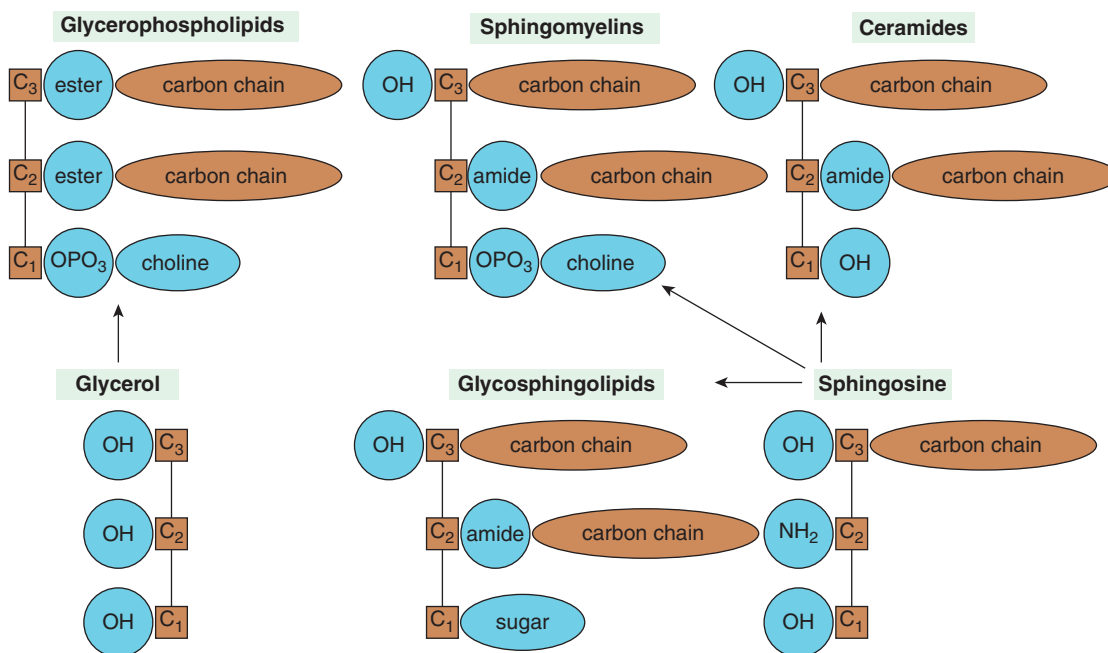 Glycerophospholipids
C3 ester carbon chain
C2 ester carbon chain
C1 OPO3 choline
Sphingomyelins
OH C3 carbon chain
C2 amide carbon chain
C1 OPO3 choline
Ceramides
OH C3 carbon chain
C2 amide carbon chain
C1 OH
Glycerol
OH C3
OH C2
OH C1
Glycosphingolipids
OH C3 carbon chain
C2 amide carbon chain
C1 sugar
Sphingosine
OH C3 carbon chain
NH2 C2
OH C1